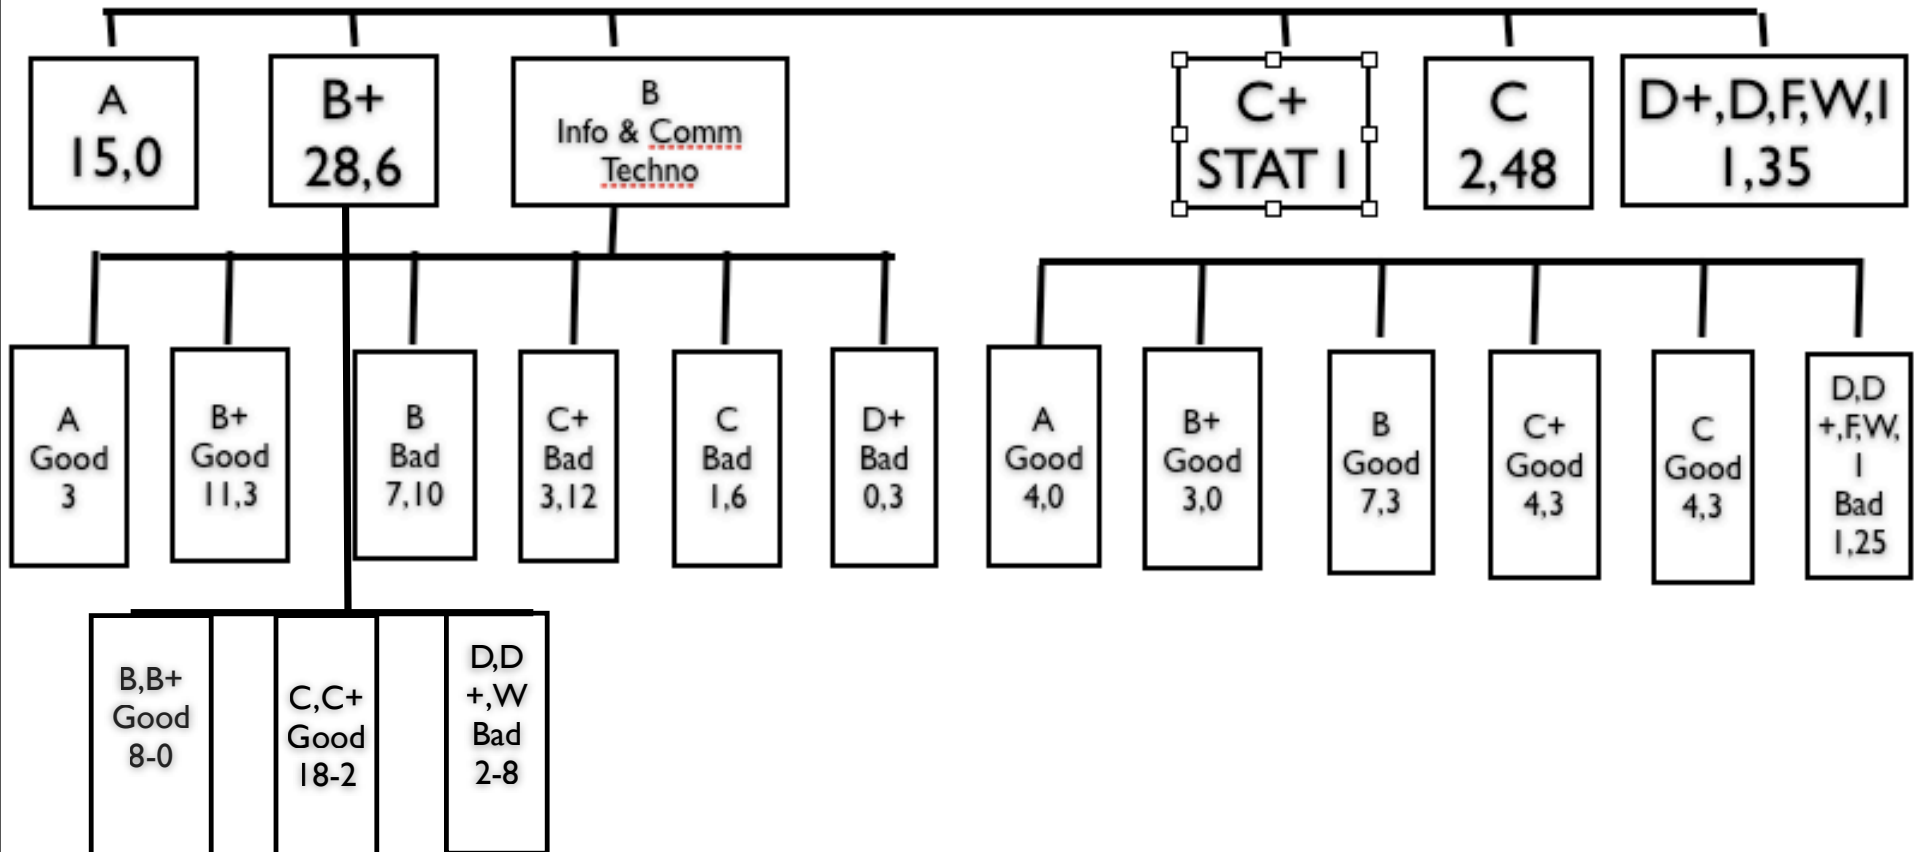 A
15,0
B+
28,6
B
Info & Comm
Techno
C+
STAT I
C
2,48
D+,D,F,W,I
1,35
A
Good
3
B+
Good
11,3
B
Bad
7,10
C+
Bad
3,12
C
Bad
1,6
D+
Bad
0,3
A
Good
4,0
B+
Good
3,0
B
Good
7,3
C+
Good
4,3
C
Good
4,3
D,D
+,F,W,
I
Bad
1,25
B,B+
Good
8-0
C,C+
Good
18-2
D,D
+,W
Bad
2-8